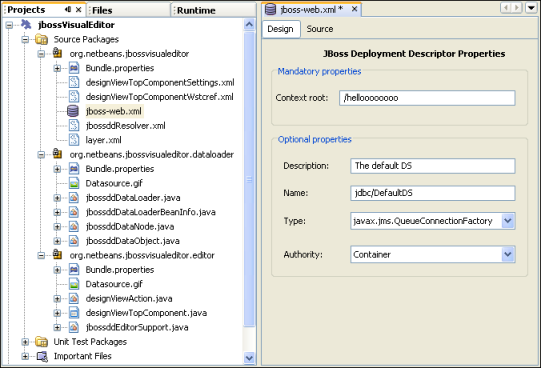 Projects
Files
Runtime
jbossVisualEditor
Source Packages
org.netbeans.jbossvisualeditor
Bundle.properties
designViewTopComponentSettings.xml
designViewTopComponentWstcref.xml
jboss-web.xml
jbossddResolver.xml
layer.xml
org.netbeans.jbossvisualeditor.dataloader
Bundle.properties
Datasource.gif
jbossddDataLoader.java
jbossddDataLoaderBeanInfo.java
jbossddDataNode.java
jbossddDataObject.java
org.netbeans.jbossvisualeditor.editor
Bundle.properties
Datasource.gif
designViewAction.java
designViewTopComponent.java
jbossddEditorSupport.java
Unit Test Packages
Important Files
jboss-web.xml *
Design
Source
JBoss Deployment Descriptor Properties
Mandatory properties
Context root: /hellooooooo
Optional properties
Description: The default DS
Name: jdbc/DefaultDS
Type: javax.jms.QueueConnectionFactory
Authority: Container